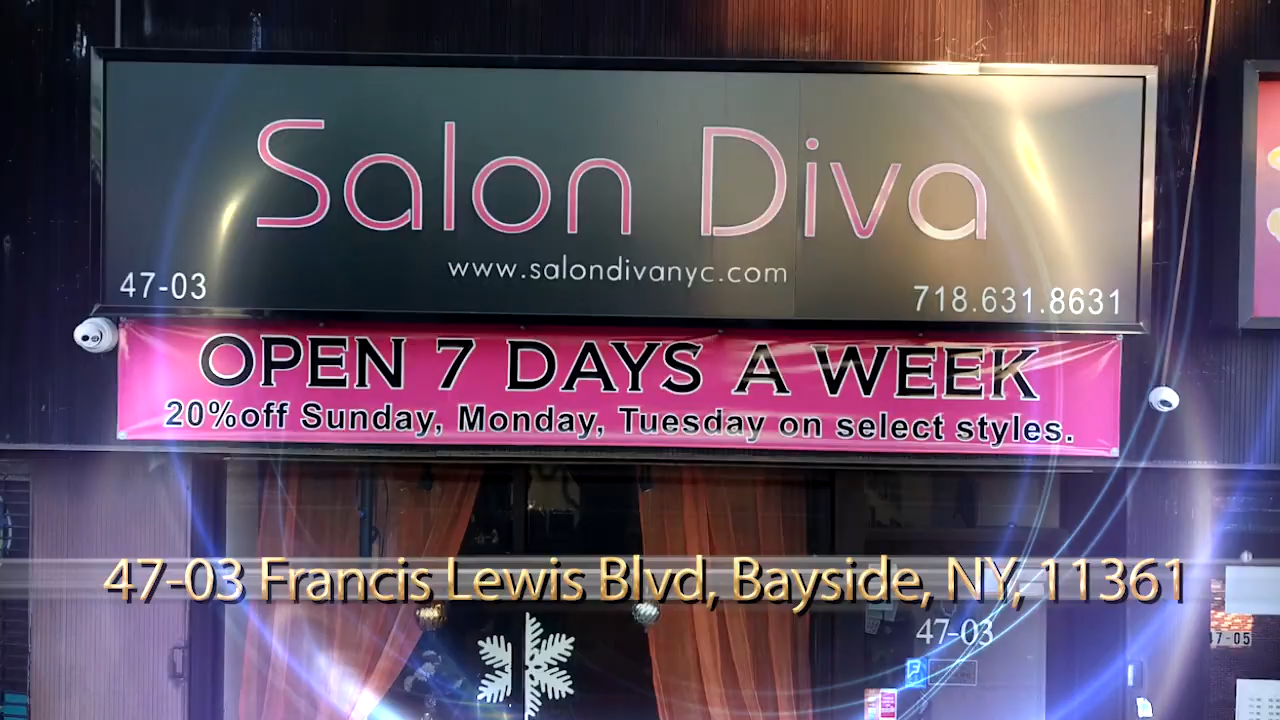 Salon Diva
www.salondivanyc.com
47-03
718.631.8631
OPEN 7 DAYS A WEEK
20%off Sunday, Monday, Tuesday on select styles.
47-03 Francis Lewis Blvd, Bayside, NY, 11361
47-03
17-05